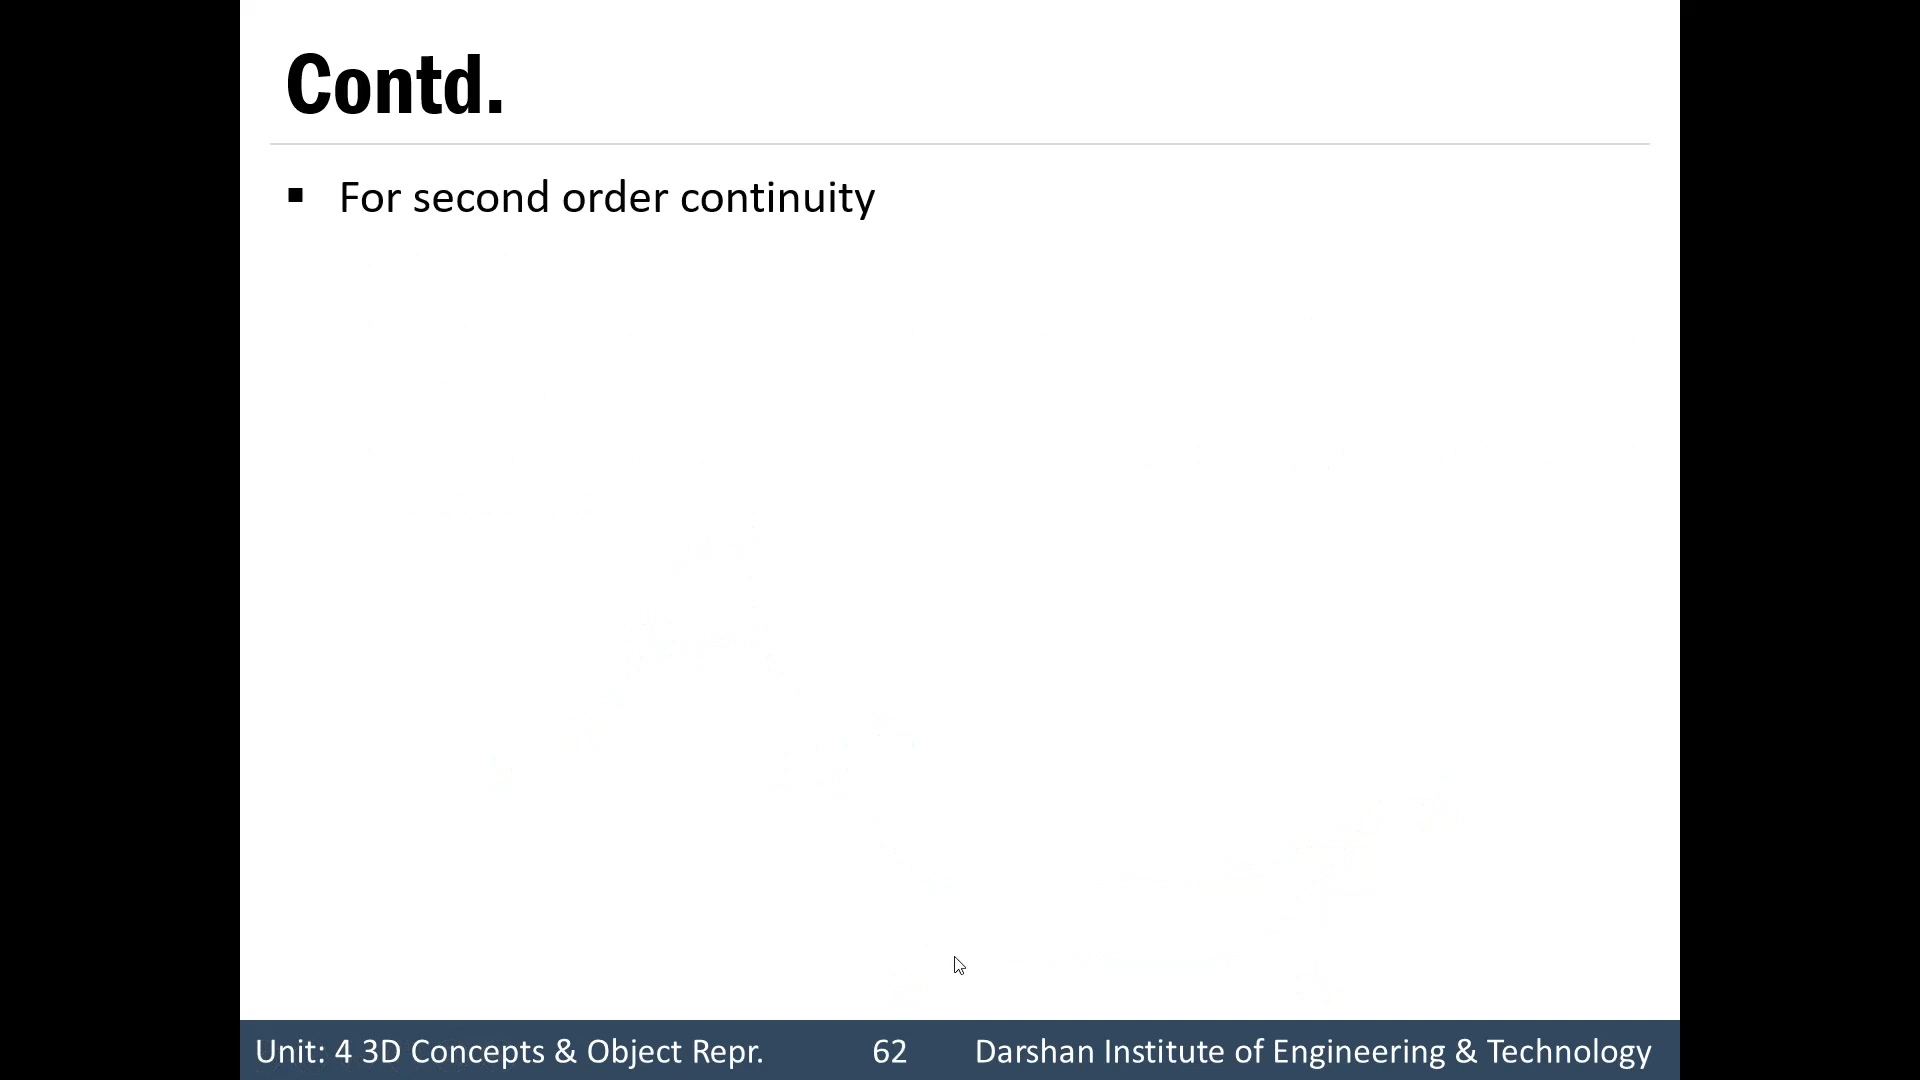 Contd.
▪ For second order continuity
Unit: 4 3D Concepts & Object Repr. 62 Darshan Institute of Engineering & Technology